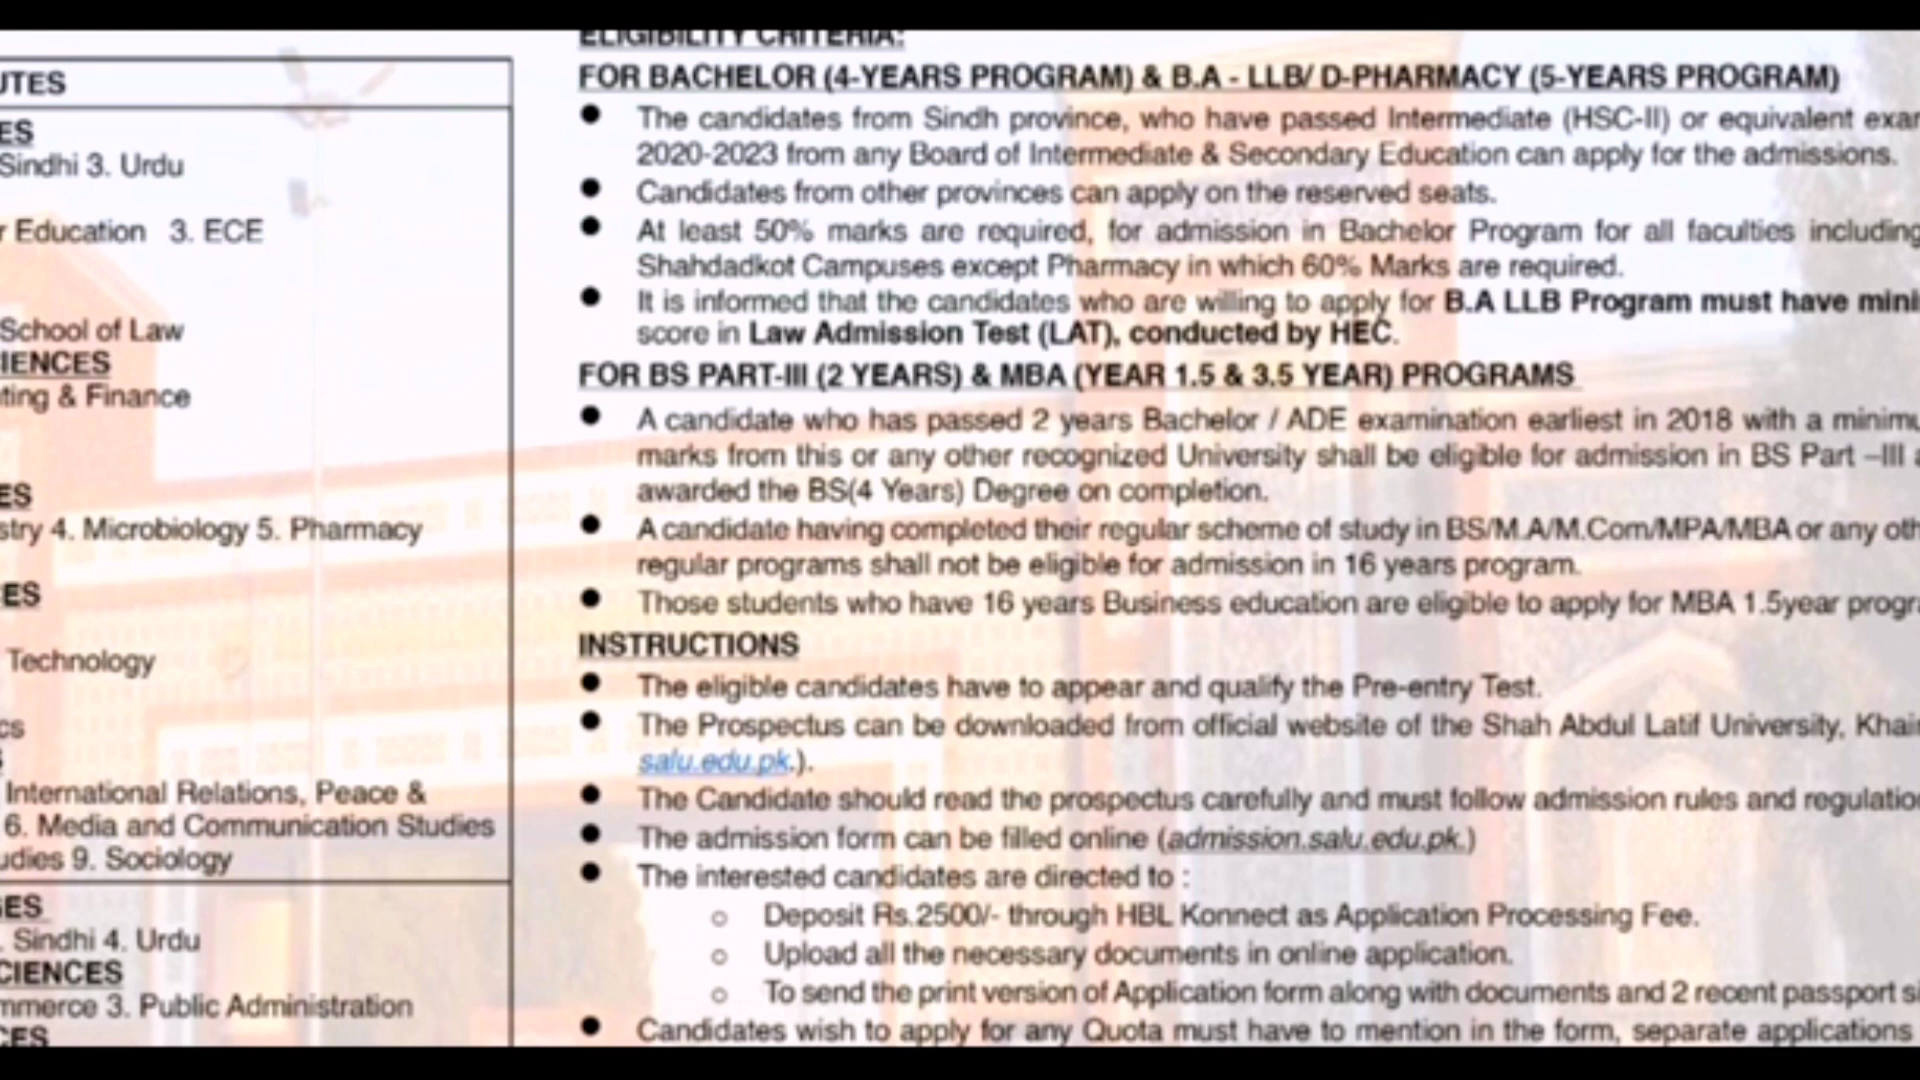 UTES
ES
Sindhi 3. Urdu
r Education 3. ECE
School of Law
IENCES
ting & Finance
ES
stry 4. Microbiology 5. Pharmacy
ES
Technology
cs
International Relations, Peace &
6. Media and Communication Studies
udies 9. Sociology
GES
. Sindhi 4. Urdu
CIENCES
mmerce 3. Public Administration
CES
ELIGIBILITY CRITERIA:
FOR BACHELOR (4-YEARS PROGRAM) & B.A - LLB/ D-PHARMACY (5-YEARS PROGRAM)
● The candidates from Sindh province, who have passed Intermediate (HSC-II) or equivalent exam
2020-2023 from any Board of Intermediate & Secondary Education can apply for the admissions.
● Candidates from other provinces can apply on the reserved seats.
● At least 50% marks are required, for admission in Bachelor Program for all faculties including
Shahdadkot Campuses except Pharmacy in which 60% Marks are required.
● It is informed that the candidates who are willing to apply for B.A LLB Program must have mini
score in Law Admission Test (LAT), conducted by HEC.
FOR BS PART-III (2 YEARS) & MBA (YEAR 1.5 & 3.5 YEAR) PROGRAMS
● A candidate who has passed 2 years Bachelor / ADE examination earliest in 2018 with a minimu
marks from this or any other recognized University shall be eligible for admission in BS Part –III a
awarded the BS(4 Years) Degree on completion.
● A candidate having completed their regular scheme of study in BS/M.A/M.Com/MPA/MBA or any oth
regular programs shall not be eligible for admission in 16 years program.
● Those students who have 16 years Business education are eligible to apply for MBA 1.5year progra
INSTRUCTIONS
● The eligible candidates have to appear and qualify the Pre-entry Test.
● The Prospectus can be downloaded from official website of the Shah Abdul Latif University, Khair
salu.edu.pk.).
● The Candidate should read the prospectus carefully and must follow admission rules and regulation
● The admission form can be filled online (admission.salu.edu.pk.)
● The interested candidates are directed to :
○ Deposit Rs.2500/- through HBL Konnect as Application Processing Fee.
○ Upload all the necessary documents in online application.
○ To send the print version of Application form along with documents and 2 recent passport si
● Candidates wish to apply for any Quota must have to mention in the form, separate applications